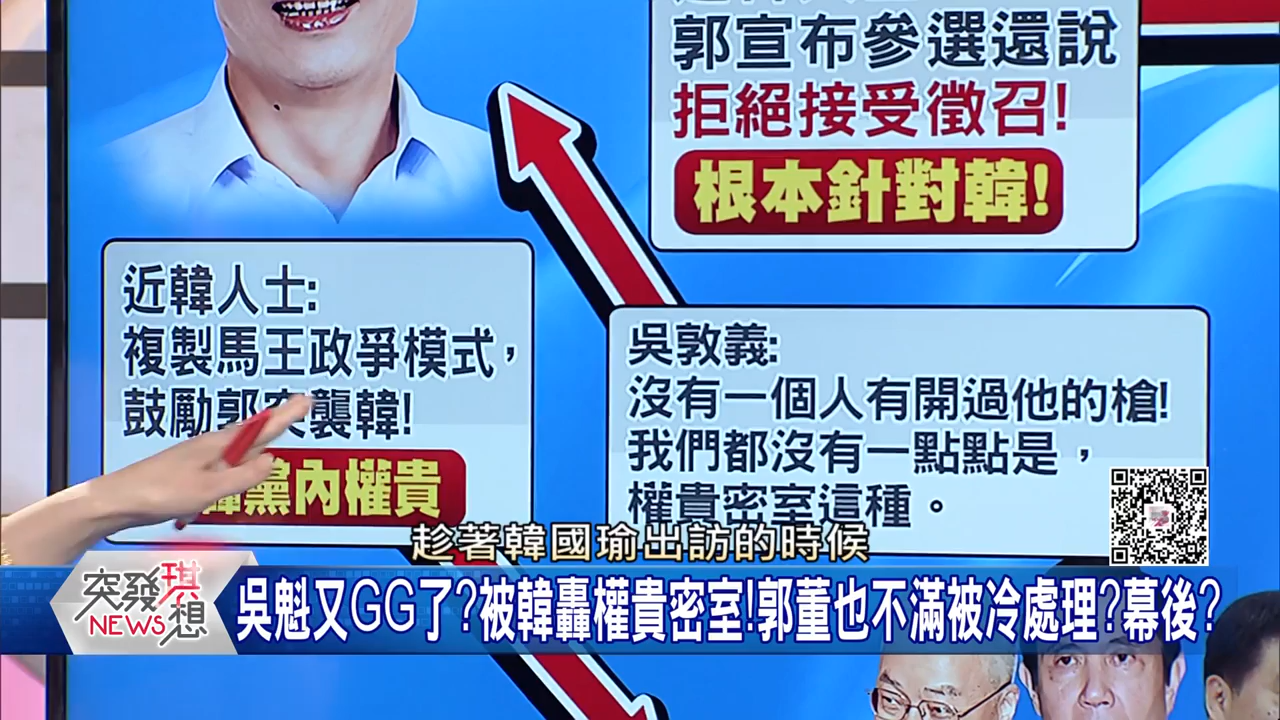 郭宣布參選還說
拒絕接受徵召!
根本針對韓!
近韓人士:
複製馬王政爭模式,
鼓勵郭突襲韓!
黨內權貴
吳敦義:
沒有一個人有開過他的槍!
我們都沒有一點點是,
權貴密室這種。
趁著韓國瑜出訪的時候
突發琪想
NEWS
吳魁又GG了?被韓轟權貴密室!郭董也不滿被冷處理?幕後?